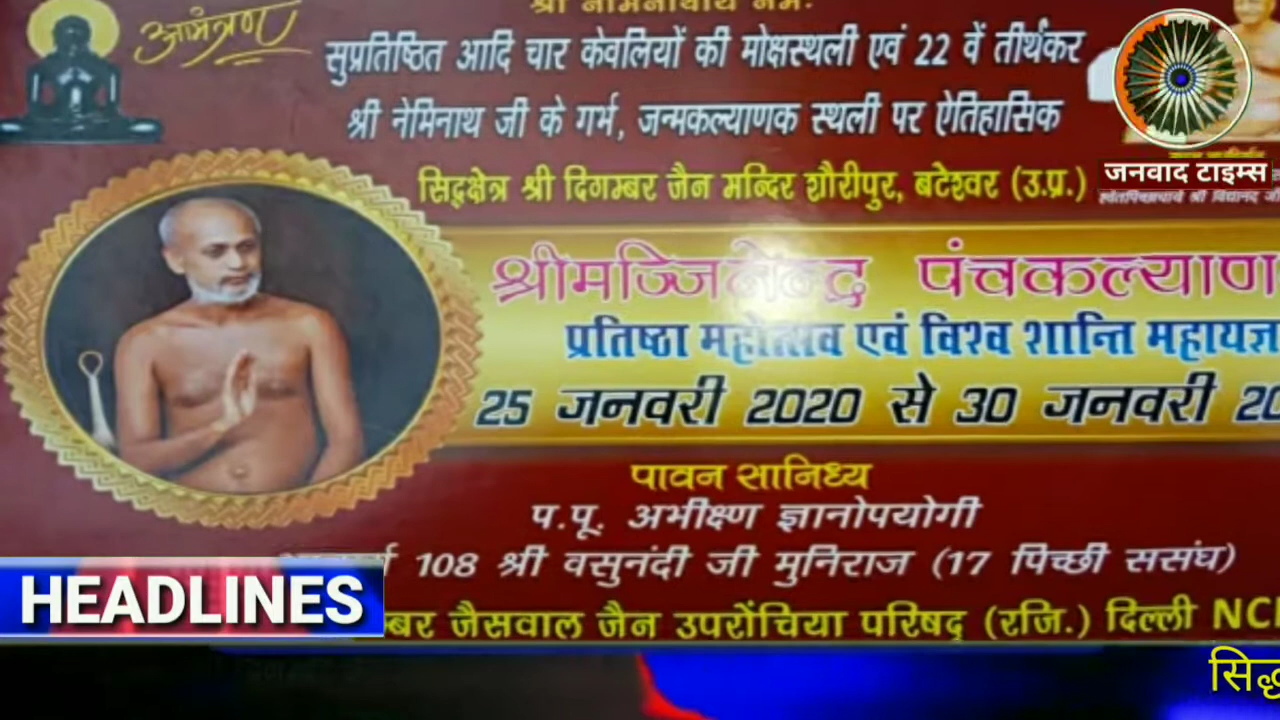 आमंत्रण
सुप्रतिष्ठित आदि चार केवलियों की मोक्षस्थली एवं 22 वें तीर्थंकर
श्री नेमिनाथ जी के गर्भ, जन्मकल्याणक स्थली पर ऐतिहासिक
सिद्धक्षेत्र श्री दिगम्बर जैन मन्दिर शौरीपुर, बटेश्वर (उ.प्र.)
जनवाद टाइम्स
श्रीमज्जिनेन्द्र पंचकल्याण
प्रतिष्ठा महोत्सव एवं विश्व शान्ति महायज्ञ
25 जनवरी 2020 से 30 जनवरी 20
पावन सानिध्य
प.पू. अभीक्ष्ण ज्ञानोपयोगी
108 श्री वसुनंदी जी मुनिराज (17 पिच्छी ससंघ)
HEADLINES
जैसवाल जैन उपरोंचिया परिषद् (रजि.) दिल्ली NC